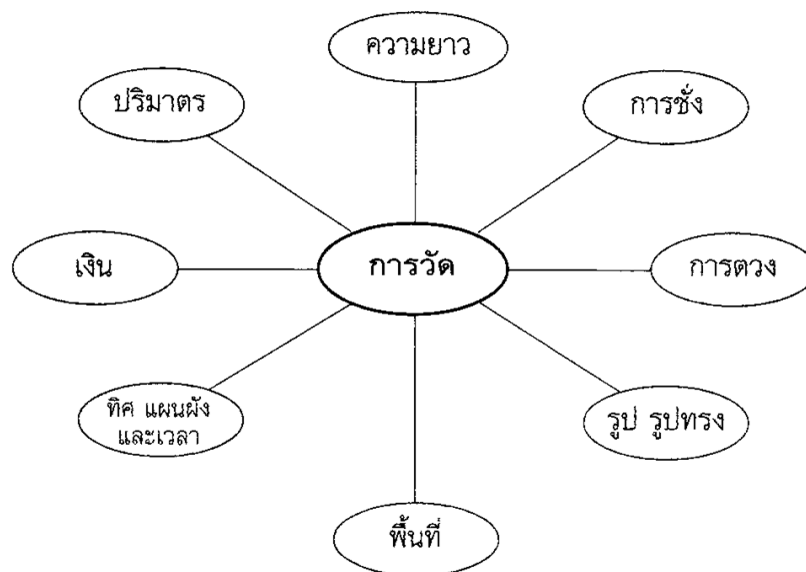 ความยาว
ปริมาตร
การชั่ง
เงิน
การวัด
การตวง
ทิศ แผนผัง
และเวลา
รูป รูปทรง
พื้นที่